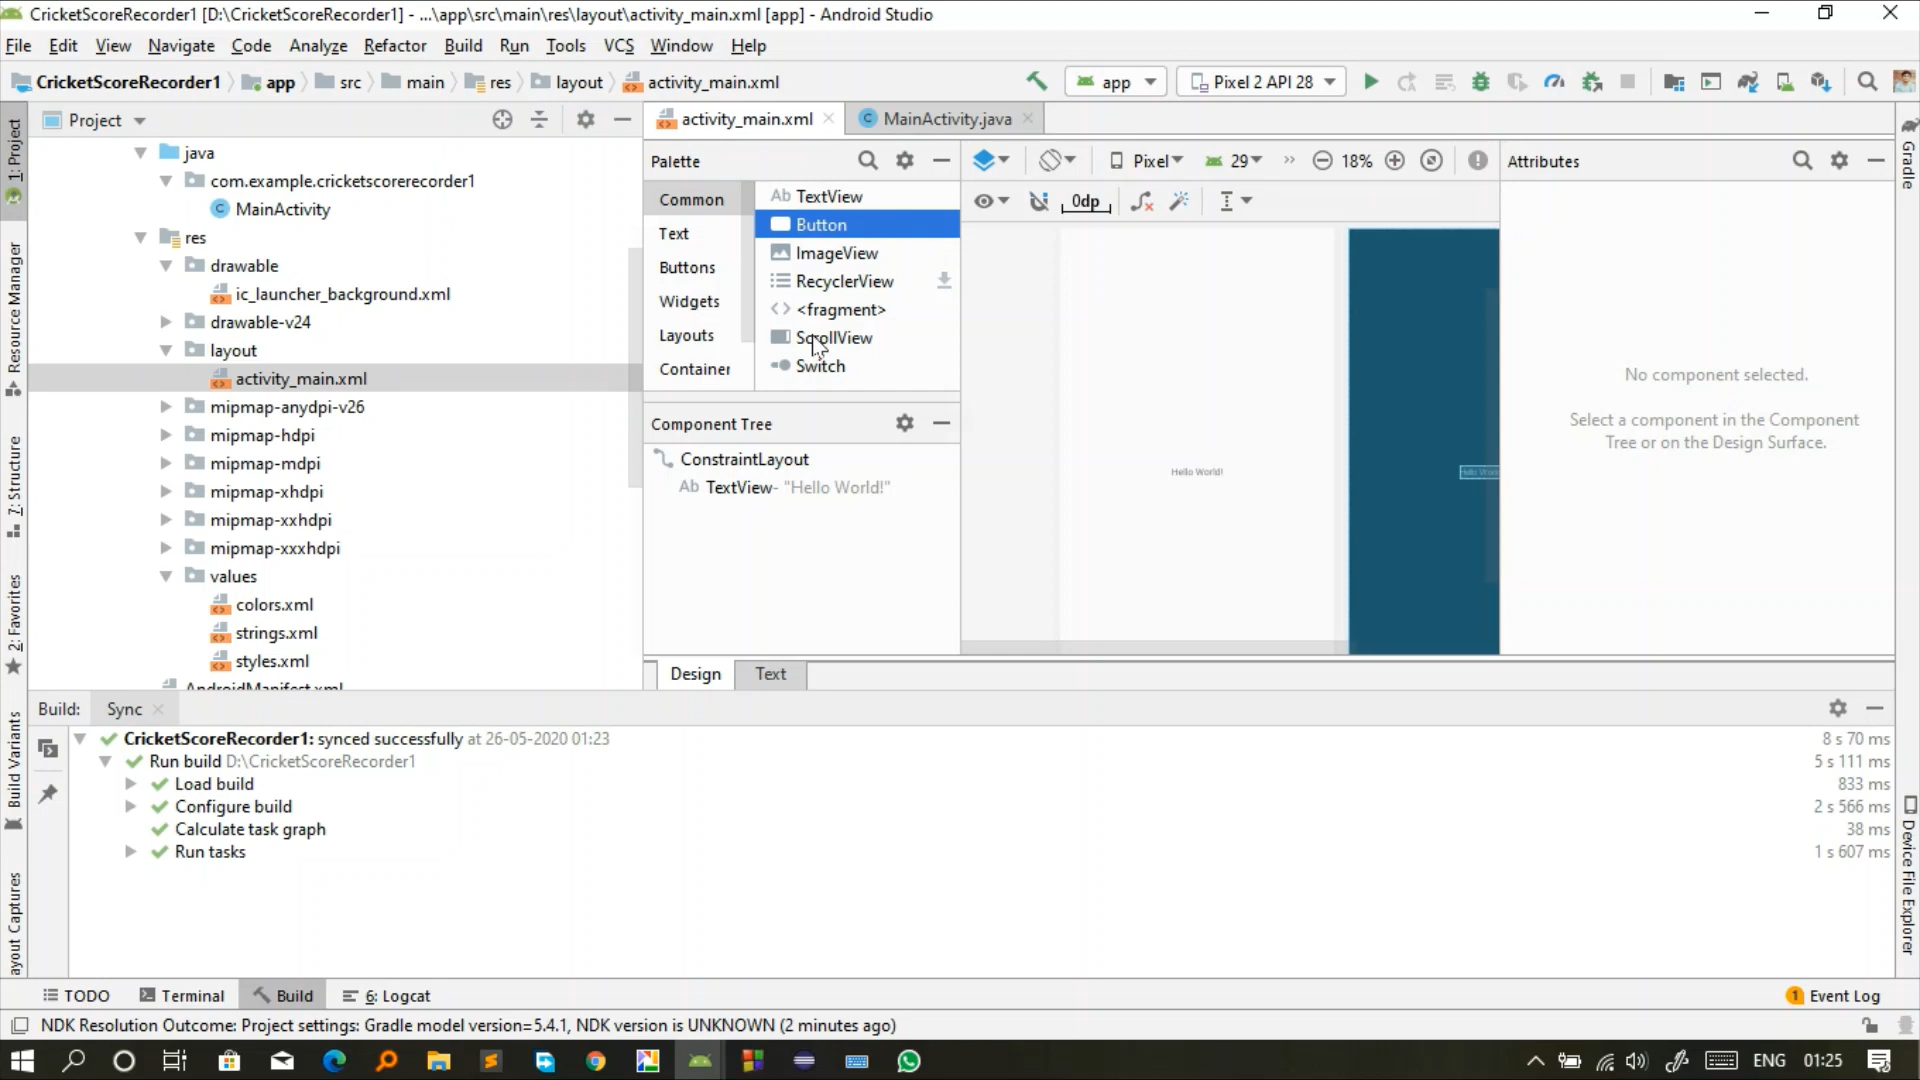 CricketScoreRecorder1 [D:\CricketScoreRecorder1] - ...\app\src\main\res\layout\activity_main.xml [app] - Android Studio
File Edit View Navigate Code Analyze Refactor Build Run Tools VCS Window Help
CricketScoreRecorder1 app src main res layout activity_main.xml app Pixel 2 API 28
Project activity_main.xml MainActivity.java
java
com.example.cricketscorerecorder1
MainActivity
res
drawable
ic_launcher_background.xml
drawable-v24
layout
activity_main.xml
mipmap-anydpi-v26
mipmap-hdpi
mipmap-mdpi
mipmap-xhdpi
mipmap-xxhdpi
mipmap-xxxhdpi
values
colors.xml
strings.xml
styles.xml
AndroidManifest.xml
1: Project
Resource Manager
7: Structure
2: Favorites
Build Variants
ayout Captures
Palette
Common
Text
Buttons
Widgets
Layouts
Container
Ab TextView
Button
ImageView
RecyclerView
<> <fragment>
ScrollView
Switch
Component Tree
ConstraintLayout
Ab TextView- "Hello World!"
Pixel 29 » 18%
0dp
Hello World!
Attributes
No component selected.
Select a component in the Component
Tree or on the Design Surface.
Gradle
Device File Explorer
Design Text
Build: Sync
CricketScoreRecorder1: synced successfully at 26-05-2020 01:23 8 s 70 ms
Run build D:\CricketScoreRecorder1 5 s 111 ms
Load build 833 ms
Configure build 2 s 566 ms
Calculate task graph 38 ms
Run tasks 1 s 607 ms
TODO Terminal Build 6: Logcat 1 Event Log
NDK Resolution Outcome: Project settings: Gradle model version=5.4.1, NDK version is UNKNOWN (2 minutes ago)
ENG 01:25